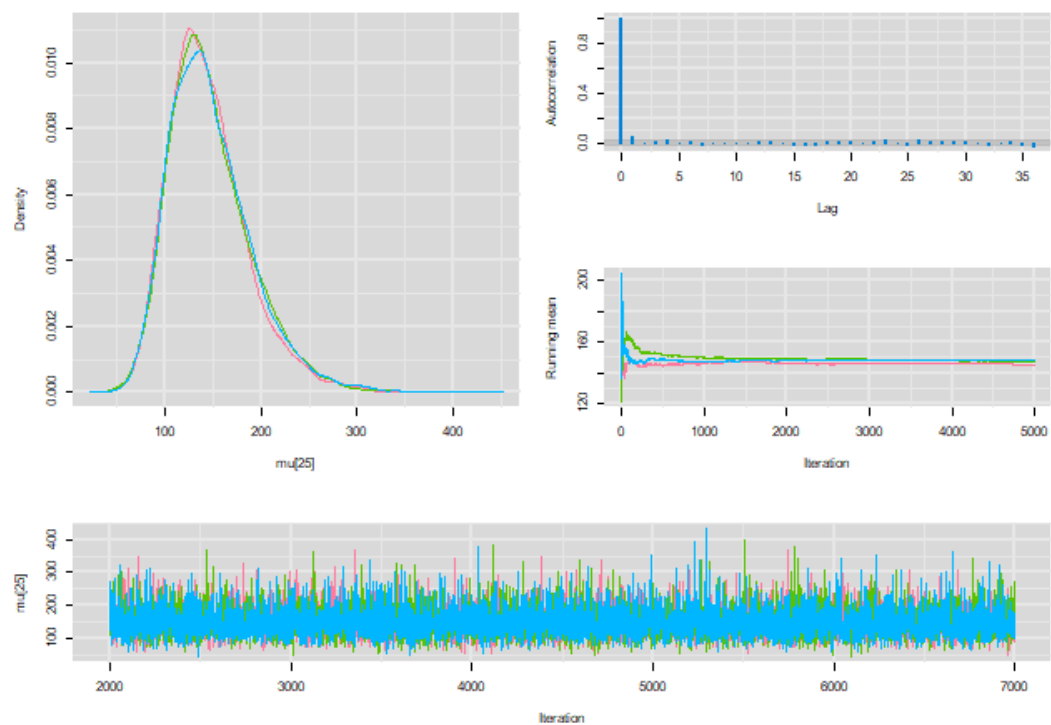 Density
0.000 0.002 0.004 0.006 0.008 0.010
100 200 300 400
mu[25]
Autocorrelation
0.0 0.4 0.8
0 5 10 15 20 25 30 35
Lag
Running mean
120 160 200
0 1000 2000 3000 4000 5000
Iteration
mu[25]
100 200 300 400
2000 3000 4000 5000 6000 7000
Iteration